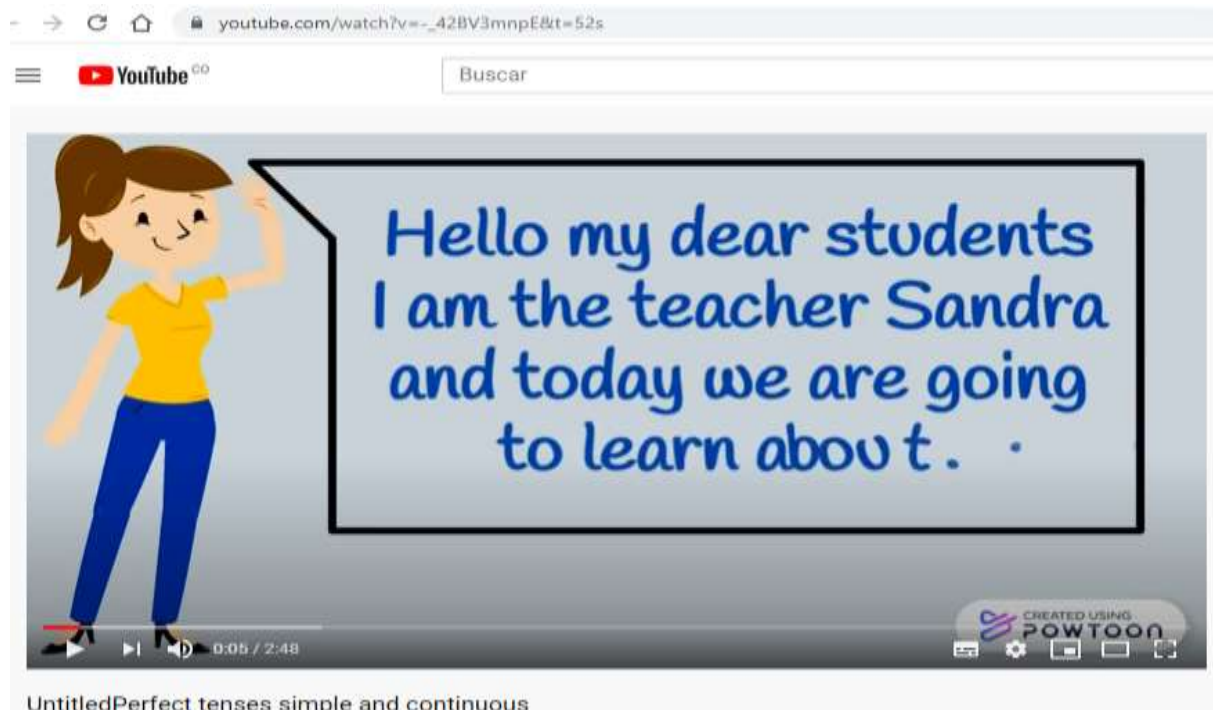 youtube.com/watch?v=-_42BV3mnpE&t=52s
YouTube CO
Buscar
Hello my dear students
I am the teacher Sandra
and today we are going
to learn about. .
CREATED USING
POWTOON
0:05 / 2:48
UntitledPerfect tenses simple and continuous